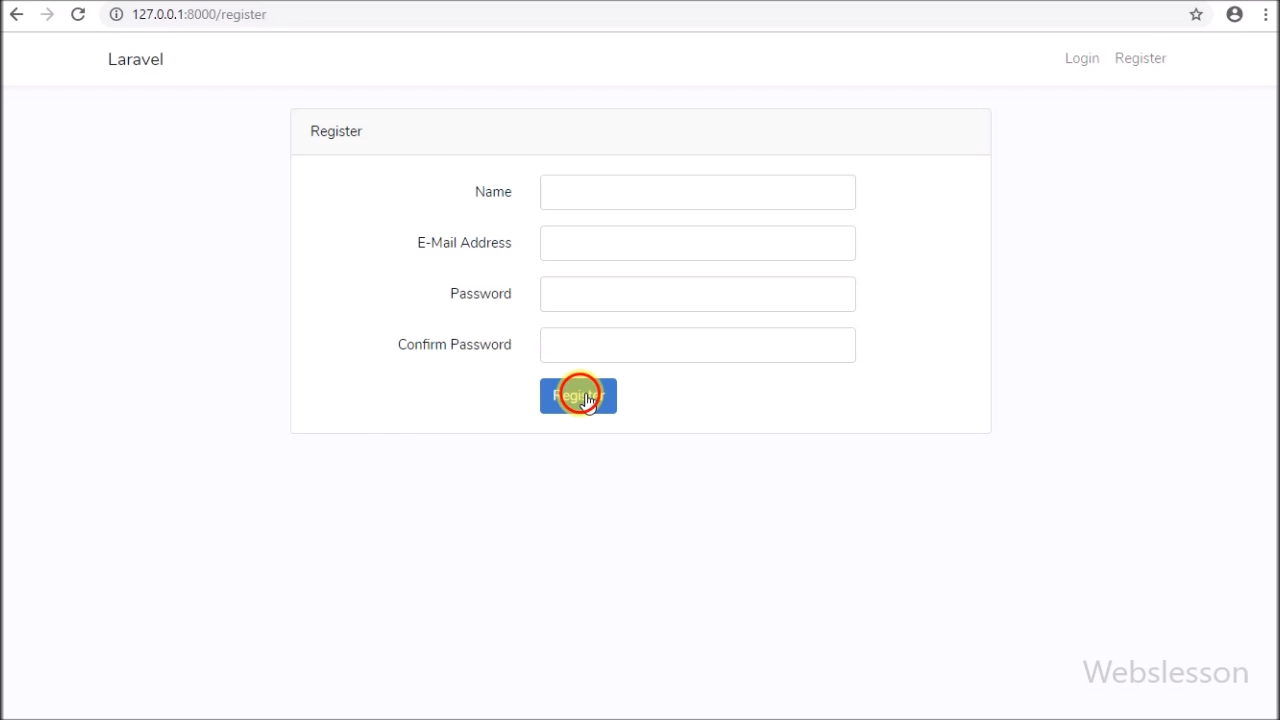 127.0.0.1:8000/register
Laravel
Login Register
Register
Name
E-Mail Address
Password
Confirm Password
Register
Webslesson